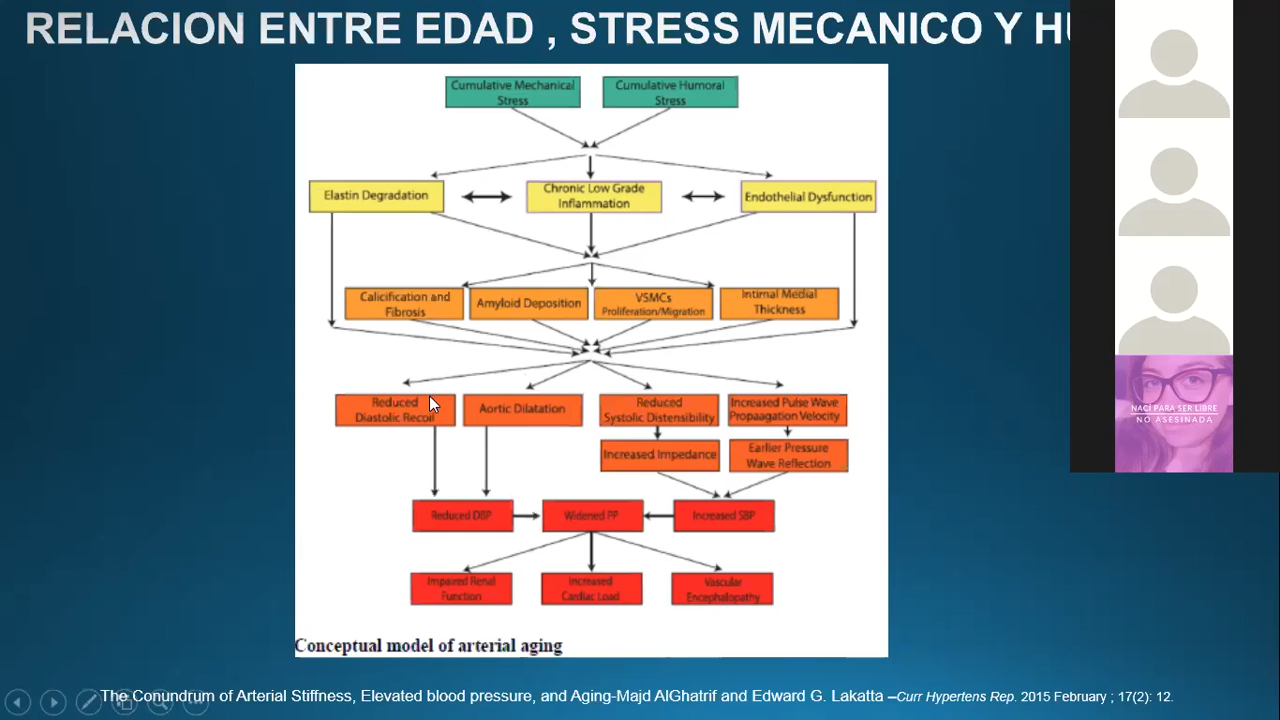 RELACION ENTRE EDAD , STRESS MECANICO Y HU
Cumulative Mechanical
Stress
Cumulative Humoral
Stress
Elastin Degradation
Chronic Low Grade
Inflammation
Endothelial Dysfunction
Calicification and
Fibrosis
Amyloid Deposition
VSMCs
Proliferation/Migration
Intimal Medial
Thickness
Reduced
Diastolic Recoil
Aortic Dilatation
Reduced
Systolic Distensibility
Increased Pulse Wave
Propaagation Velocity
Increased Impedance
Earlier Pressure
Wave Reflection
Reduced DBP
Widened PP
Increased SBP
Impaired Renal
Function
Increased
Cardiac Load
Vascular
Encephalopathy
Conceptual model of arterial aging
The Conundrum of Arterial Stiffness, Elevated blood pressure, and Aging-Majd AlGhatrif and Edward G. Lakatta –Curr Hypertens Rep. 2015 February ; 17(2): 12.
NACÍ PARA SER LIBRE
NO ASESINADA